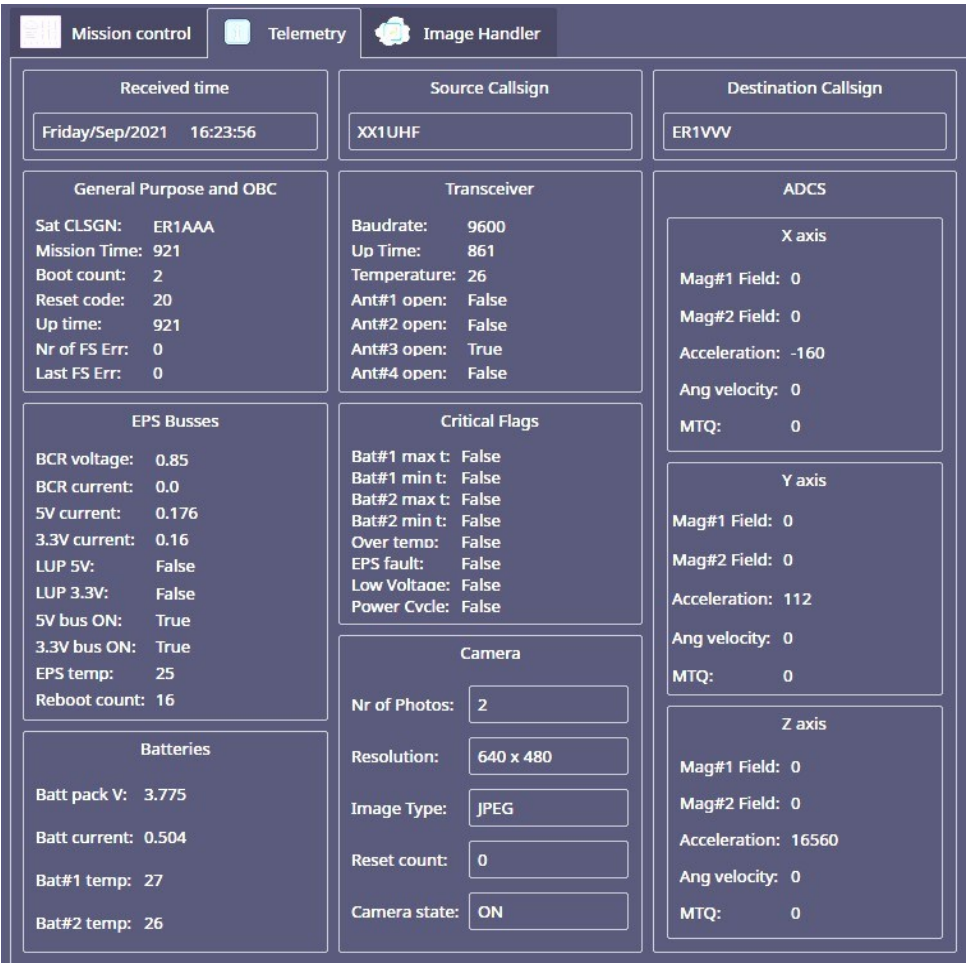 Mission control
Telemetry
Image Handler
Received time
Friday/Sep/2021 16:23:56
Source Callsign
XX1UHF
Destination Callsign
ER1VVV
General Purpose and OBC
Sat CLSGN: ER1AAA
Mission Time: 921
Boot count: 2
Reset code: 20
Up time: 921
Nr of FS Err: 0
Last FS Err: 0
Transceiver
Baudrate: 9600
Up Time: 861
Temperature: 26
Ant#1 open: False
Ant#2 open: False
Ant#3 open: True
Ant#4 open: False
EPS Busses
BCR voltage: 0.85
BCR current: 0.0
5V current: 0.176
3.3V current: 0.16
LUP 5V: False
LUP 3.3V: False
5V bus ON: True
3.3V bus ON: True
EPS temp: 25
Reboot count: 16
Critical Flags
Bat#1 max t: False
Bat#1 min t: False
Bat#2 max t: False
Bat#2 min t: False
Over temp: False
EPS fault: False
Low Voltage: False
Power Cycle: False
Batteries
Batt pack V: 3.775
Batt current: 0.504
Bat#1 temp: 27
Bat#2 temp: 26
Camera
Nr of Photos: 2
Resolution: 640 x 480
Image Type: JPEG
Reset count: 0
Camera state: ON
ADCS
X axis
Mag#1 Field: 0
Mag#2 Field: 0
Acceleration: -160
Ang velocity: 0
MTQ: 0
Y axis
Mag#1 Field: 0
Mag#2 Field: 0
Acceleration: 112
Ang velocity: 0
MTQ: 0
Z axis
Mag#1 Field: 0
Mag#2 Field: 0
Acceleration: 16560
Ang velocity: 0
MTQ: 0